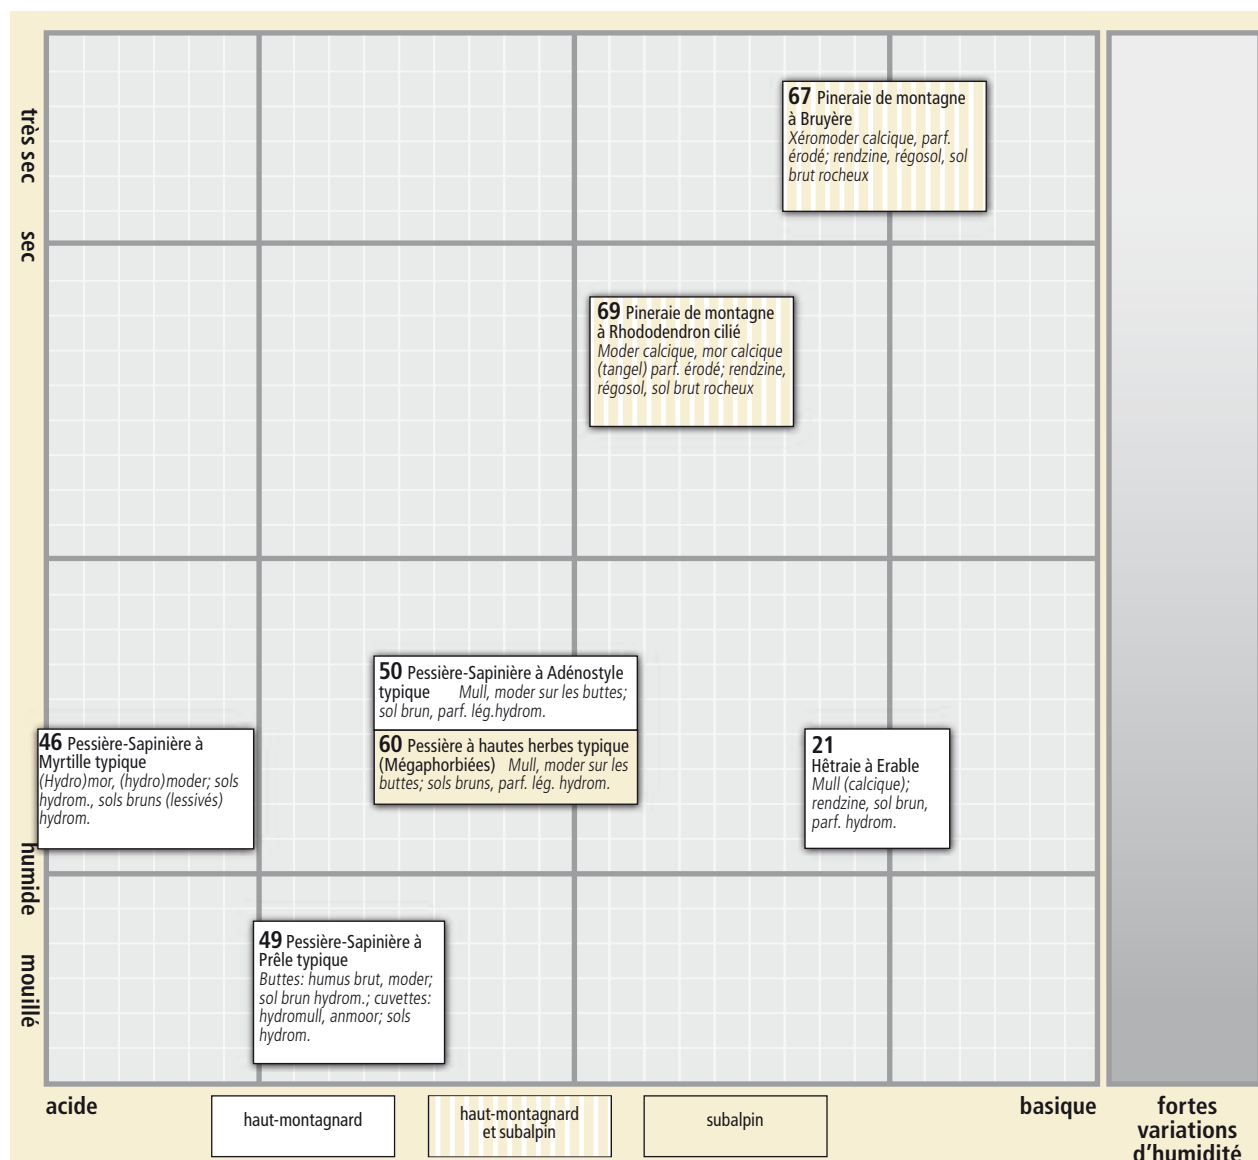 très sec
sec
humide
mouillé
67 Pineraie de montagne
à Bruyère
Xéromoder calcique, parf.
érodé; rendzine, régosol, sol
brut rocheux
69 Pineraie de montagne
à Rhododendron cilié
Moder calcique, mor calcique
(tangel) parf. érodé; rendzine,
régosol, sol brut rocheux
50 Pessière-Sapinière à Adénostyle
typique Mull, moder sur les buttes;
sol brun, parf. lég.hydrom.
60 Pessière à hautes herbes typique
(Mégaphorbiées) Mull, moder sur les
buttes; sols bruns, parf. lég. hydrom.
46 Pessière-Sapinière à
Myrtille typique
(Hydro)mor, (hydro)moder; sols
hydrom., sols bruns (lessivés)
hydrom.
21
Hêtraie à Erable
Mull (calcique);
rendzine, sol brun,
parf. hydrom.
49 Pessière-Sapinière à
Prêle typique
Buttes: humus brut, moder;
sol brun hydrom.; cuvettes:
hydromull, anmoor; sols
hydrom.
acide
basique
fortes
variations
d'humidité
haut-montagnard
haut-montagnard
et subalpin
subalpin